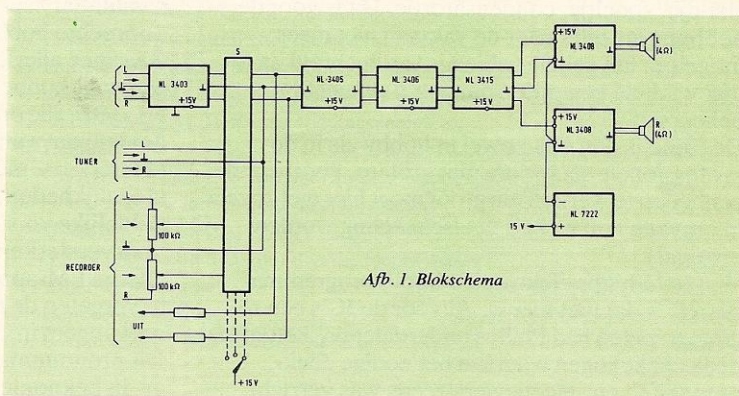 S
L
NL 3403
+15V
R
NL-3405
+15V
NL 3406
+15V
NL 3415
+15V
+15V
NL 3408
L
(4Ω)
+15V
NL 3408
R
(4Ω)
TUNER
L
R
NL 7222
15 V
−
+
RECORDER
L
100 kΩ
100 kΩ
R
UIT
+15V
Afb. 1. Blokschema